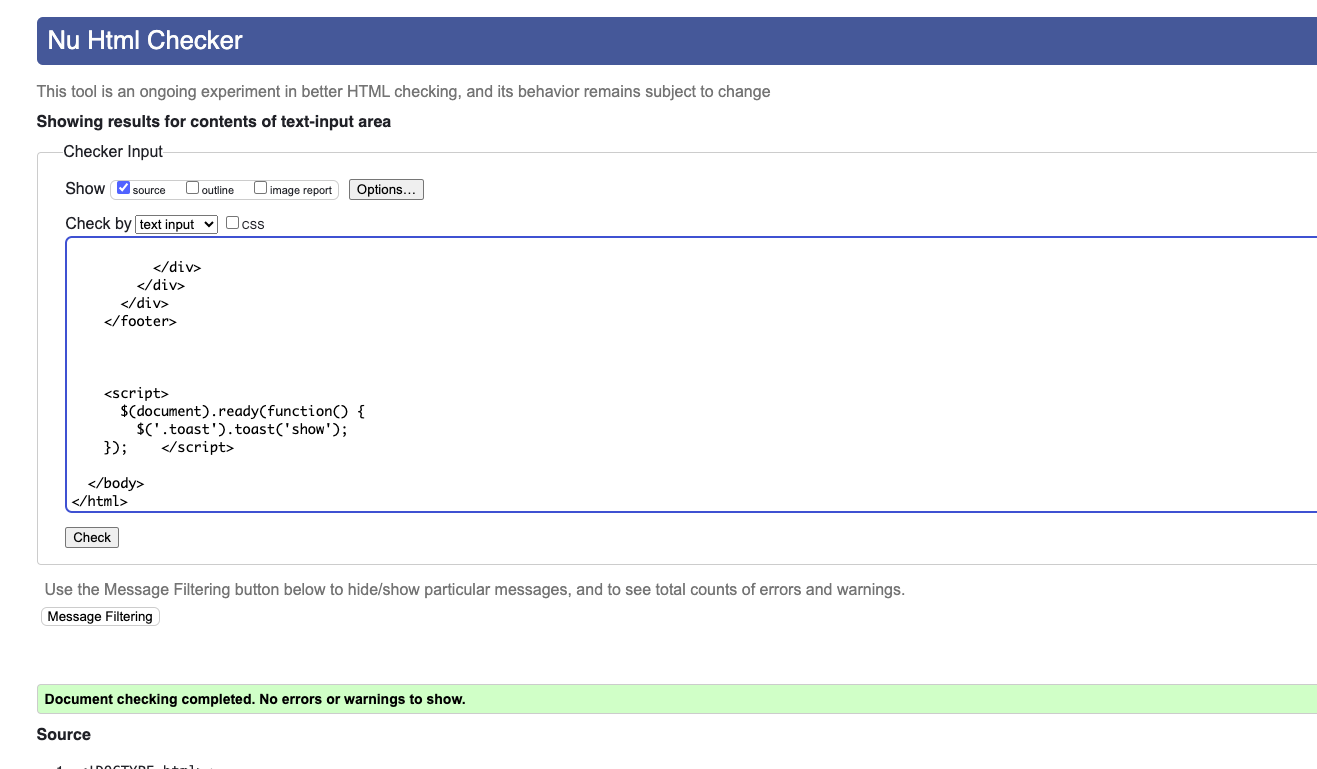 Nu Html Checker
This tool is an ongoing experiment in better HTML checking, and its behavior remains subject to change
Showing results for contents of text-input area
Checker Input
Show source outline image report Options…
Check by text input CSS
</div>
</div>
</div>
</footer>
<script>
$(document).ready(function() {
$('.toast').toast('show');
});    </script>
</body>
</html>
Check
Use the Message Filtering button below to hide/show particular messages, and to see total counts of errors and warnings.
Message Filtering
Document checking completed. No errors or warnings to show.
Source